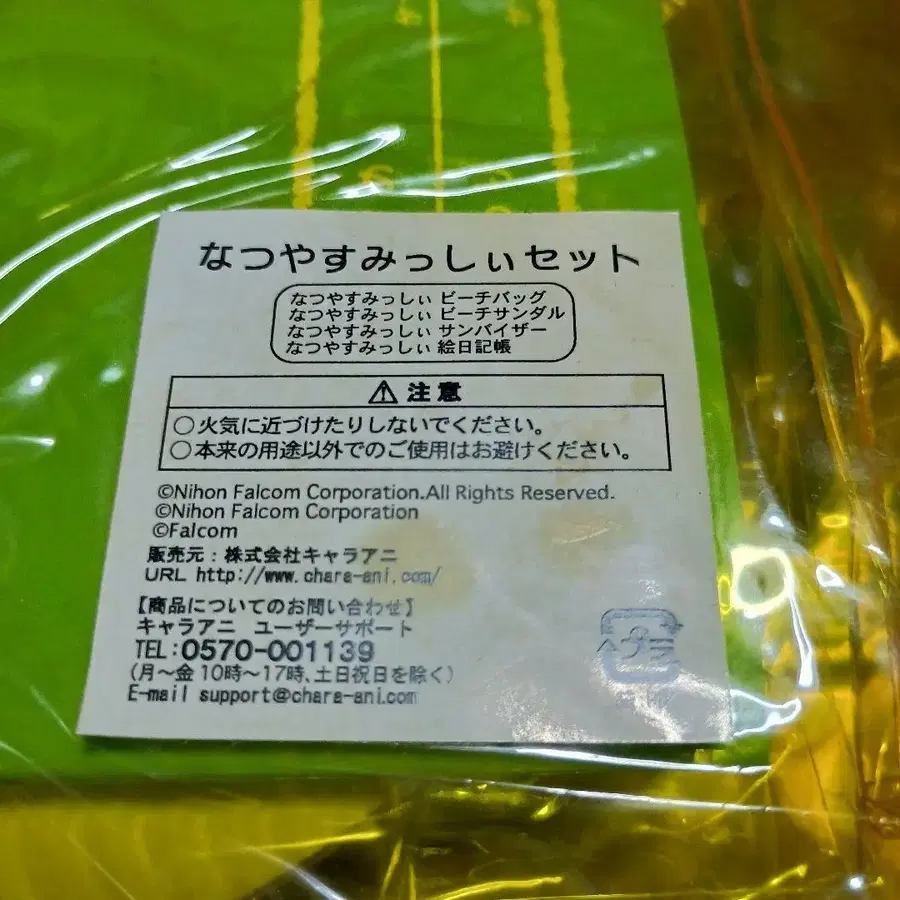 なつやすみっしぃセット
なつやすみっしぃ ビーチバッグ
なつやすみっしぃ ビーチサンダル
なつやすみっしぃ サンバイザー
なつやすみっしぃ 絵日記帳
⚠注意
○火気に近づけたりしないでください。
○本来の用途以外でのご使用はお避けください。
©Nihon Falcom Corporation.All Rights Reserved.
©Nihon Falcom Corporation
©Falcom
販売元:株式会社キャラアニ
URL http://www.chara-ani.com/
【商品についてのお問い合わせ】
キャラアニ ユーザーサポート
TEL:0570-001139
(月~金10時~17時、土日祝日を除く)
E-mail support@chara-ani.com
プラ